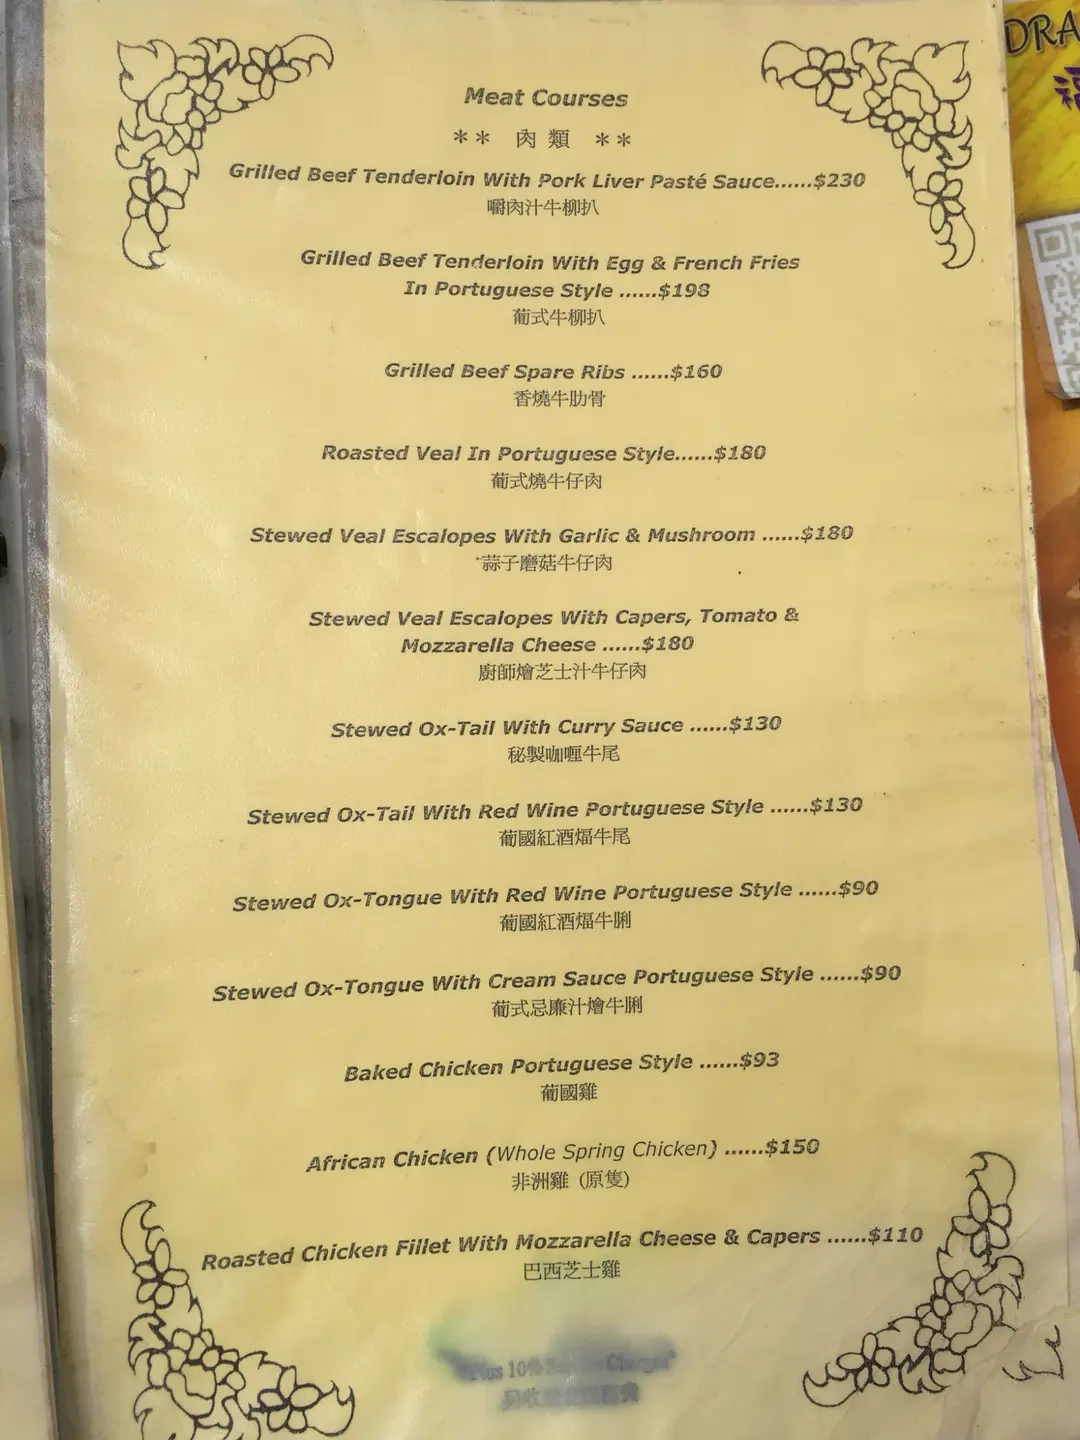 Meat Courses
** 肉 類 **
Grilled Beef Tenderloin With Pork Liver Pasté Sauce......$230
嚼肉汁牛柳扒
Grilled Beef Tenderloin With Egg & French Fries
In Portuguese Style ......$198
葡式牛柳扒
Grilled Beef Spare Ribs ......$160
香燒牛肋骨
Roasted Veal In Portuguese Style......$180
葡式燒牛仔肉
Stewed Veal Escalopes With Garlic & Mushroom ......$180
蒜子磨菇牛仔肉
Stewed Veal Escalopes With Capers, Tomato &
Mozzarella Cheese ......$180
廚師燴芝士汁牛仔肉
Stewed Ox-Tail With Curry Sauce ......$130
秘製咖喱牛尾
Stewed Ox-Tail With Red Wine Portuguese Style ......$130
葡國紅酒煏牛尾
Stewed Ox-Tongue With Red Wine Portuguese Style ......$90
葡國紅酒煏牛脷
Stewed Ox-Tongue With Cream Sauce Portuguese Style ......$90
葡式忌廉汁燴牛脷
Baked Chicken Portuguese Style ......$93
葡國雞
African Chicken (Whole Spring Chicken) ......$150
非洲雞 (原隻)
Roasted Chicken Fillet With Mozzarella Cheese & Capers ......$110
巴西芝士雞
Plus 10%
DRA
福